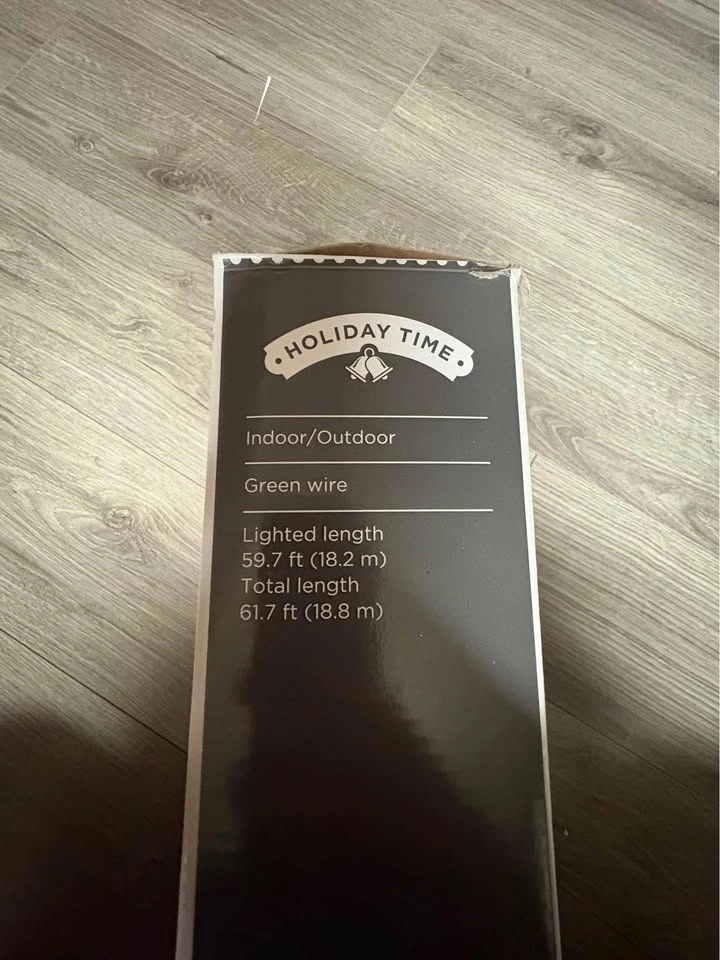 HOLIDAY TIME
Indoor/Outdoor
Green wire
Lighted length
59.7 ft (18.2 m)
Total length
61.7 ft (18.8 m)